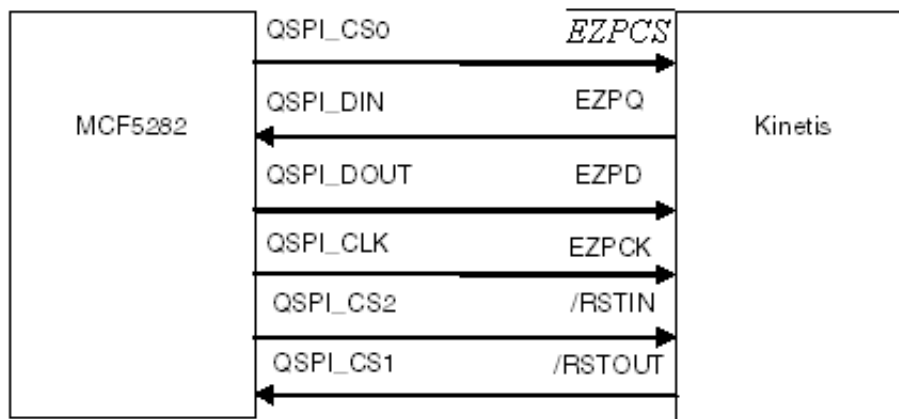 QSPI_CS0 EZPCS
QSPI_DIN EZPQ
MCF5282 Kinetis
QSPI_DOUT EZPD
QSPI_CLK EZPCK
QSPI_CS2 /RSTIN
QSPI_CS1 /RSTOUT